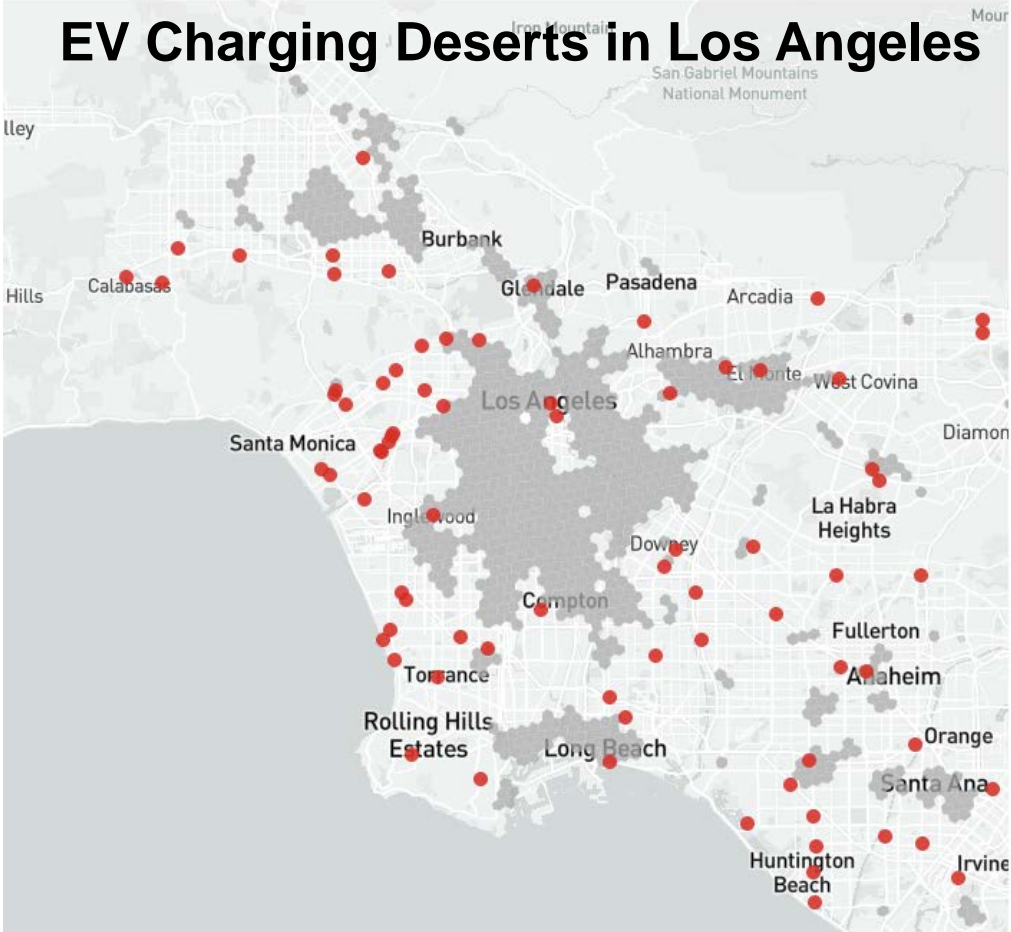 Mour
Iron Mountain
EV Charging Deserts in Los Angeles
San Gabriel Mountains
National Monument
lley
Burbank
Glendale
Pasadena
Arcadia
Calabasas
Hills
Alhambra
El Monte
West Covina
Los Angeles
Santa Monica
Diamon
Inglewood
La Habra
Heights
Downey
Compton
Fullerton
Torrance
Anaheim
Rolling Hills
Estates
Long Beach
Orange
Santa Ana
Huntington
Beach
Irvine